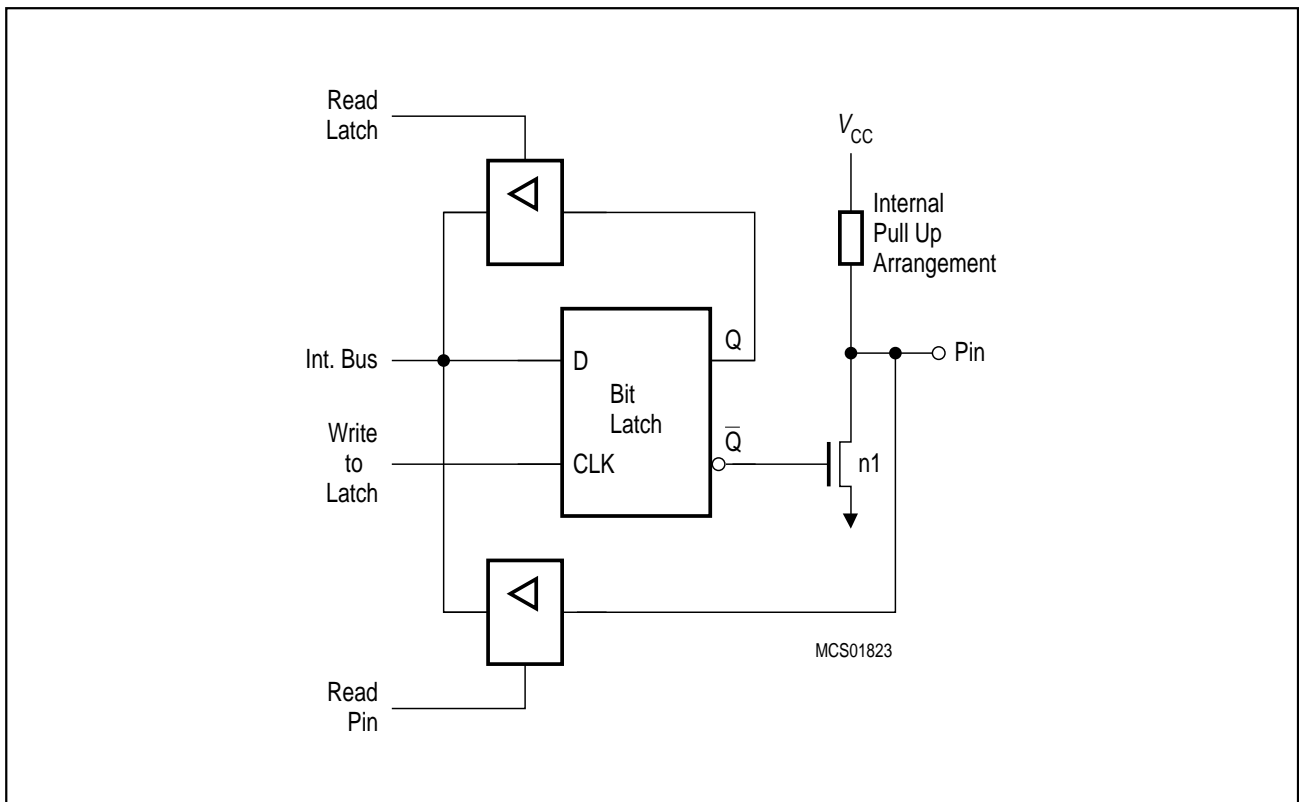 Read
Latch
V CC
Internal
Pull Up
Arrangement
Q
Int. Bus
D
Pin
Bit
Latch
Write
to
Latch
Q̅
CLK
n1
MCS01823
Read
Pin